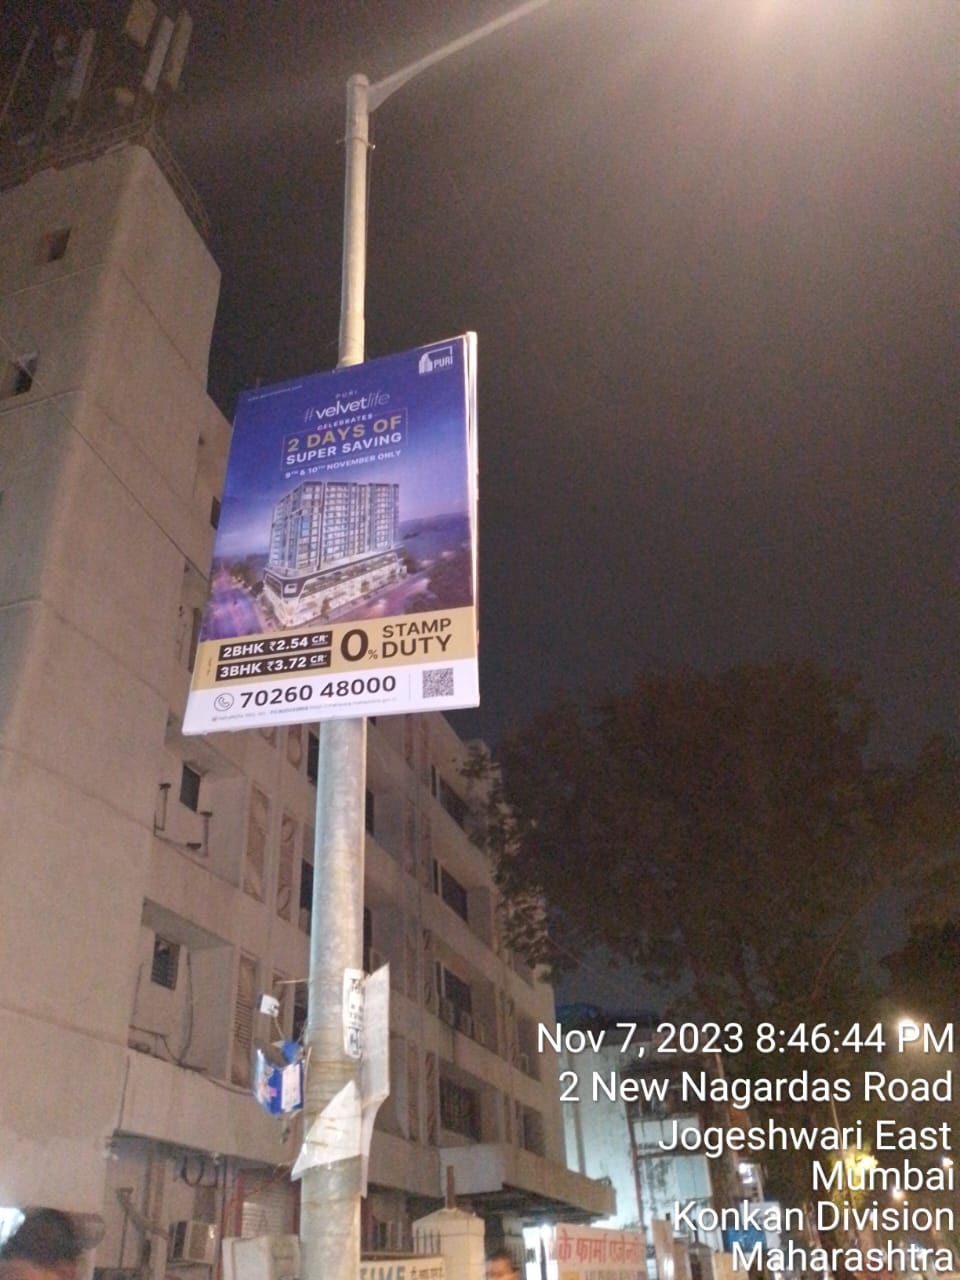 PURI
PURI
#velvetlife
CELEBRATES
2 DAYS OF
SUPER SAVING
9TH & 10TH NOVEMBER ONLY
2BHK ₹2.54 CR*
3BHK ₹3.72 CR*
0% STAMP DUTY
70260 48000
के फार्मा एजेन्
TIME
Nov 7, 2023 8:46:44 PM
2 New Nagardas Road
Jogeshwari East
Mumbai
Konkan Division
Maharashtra